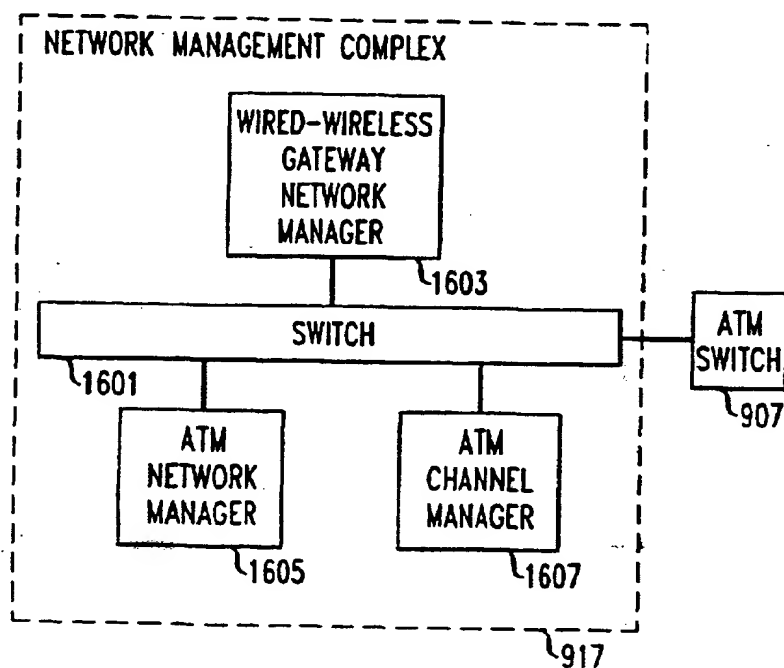 NETWORK MANAGEMENT COMPLEX
WIRED-WIRELESS
GATEWAY
NETWORK
MANAGER
1603
SWITCH
1601
ATM
SWITCH
907
ATM
NETWORK
MANAGER
1605
ATM
CHANNEL
MANAGER
1607
917